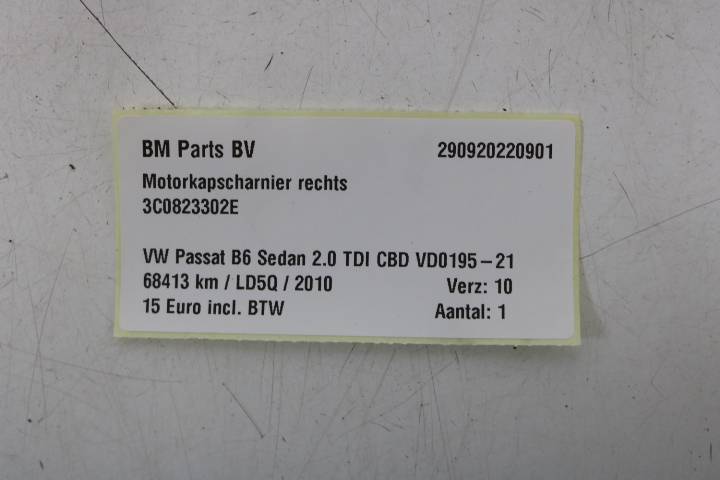 BM Parts BV 290920220901
Motorkapscharnier rechts
3C0823302E
VW Passat B6 Sedan 2.0 TDI CBD VD0195-21
68413 km / LD5Q / 2010 Verz: 10
15 Euro incl. BTW Aantal: 1